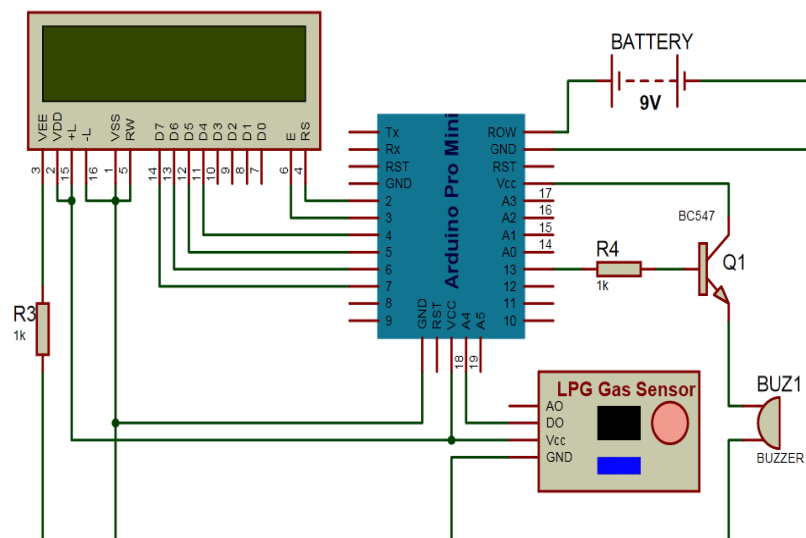 BATTERY
9V
VEE
VDD
+L
-L
VSS
RW
D7
D6
D5
D4
D3
D2
D1
D0
E
RS
3
2
15
16
1
5
14
13
12
11
10
9
8
7
6
4
Arduino Pro Mini
Tx
Rx
RST
GND
2
3
4
5
6
7
8
9
ROW
GND
RST
Vcc
A3 17
A2 16
A1 15
A0 14
13
12
11
10
GND
RST
VCC
A4
A5
18
19
BC547
Q1
R4
1k
R3
1k
LPG Gas Sensor
AO
DO
Vcc
GND
BUZ1
BUZZER